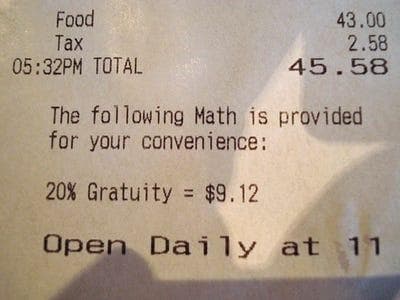 Food 43.00
Tax 2.58
05:32PM TOTAL 45.58
The following Math is provided
for your convenience:
20% Gratuity = $9.12
Open Daily at 11